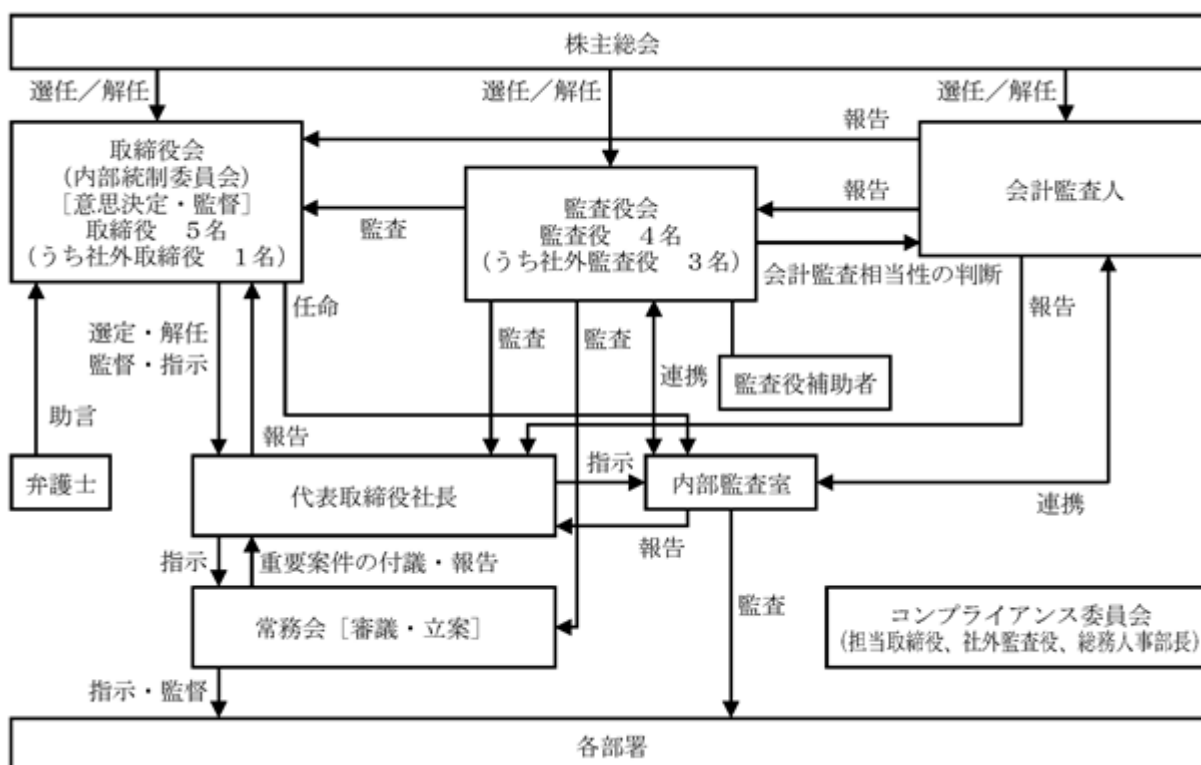 株主総会
選任／解任
選任／解任
選任／解任
報告
取締役会
(内部統制委員会)
［意思決定・監督］
取締役　５名
(うち社外取締役　１名)
監査
監査役会
監査役　４名
(うち社外監査役　３名)
報告
会計監査人
会計監査相当性の判断
任命
選定・解任
監督・指示
監査
監査
連携
監査役補助者
報告
助言
報告
弁護士
代表取締役社長
指示
内部監査室
連携
報告
指示
重要案件の付議・報告
監査
常務会［審議・立案］
コンプライアンス委員会
(担当取締役、社外監査役、総務人事部長)
指示・監督
各部署